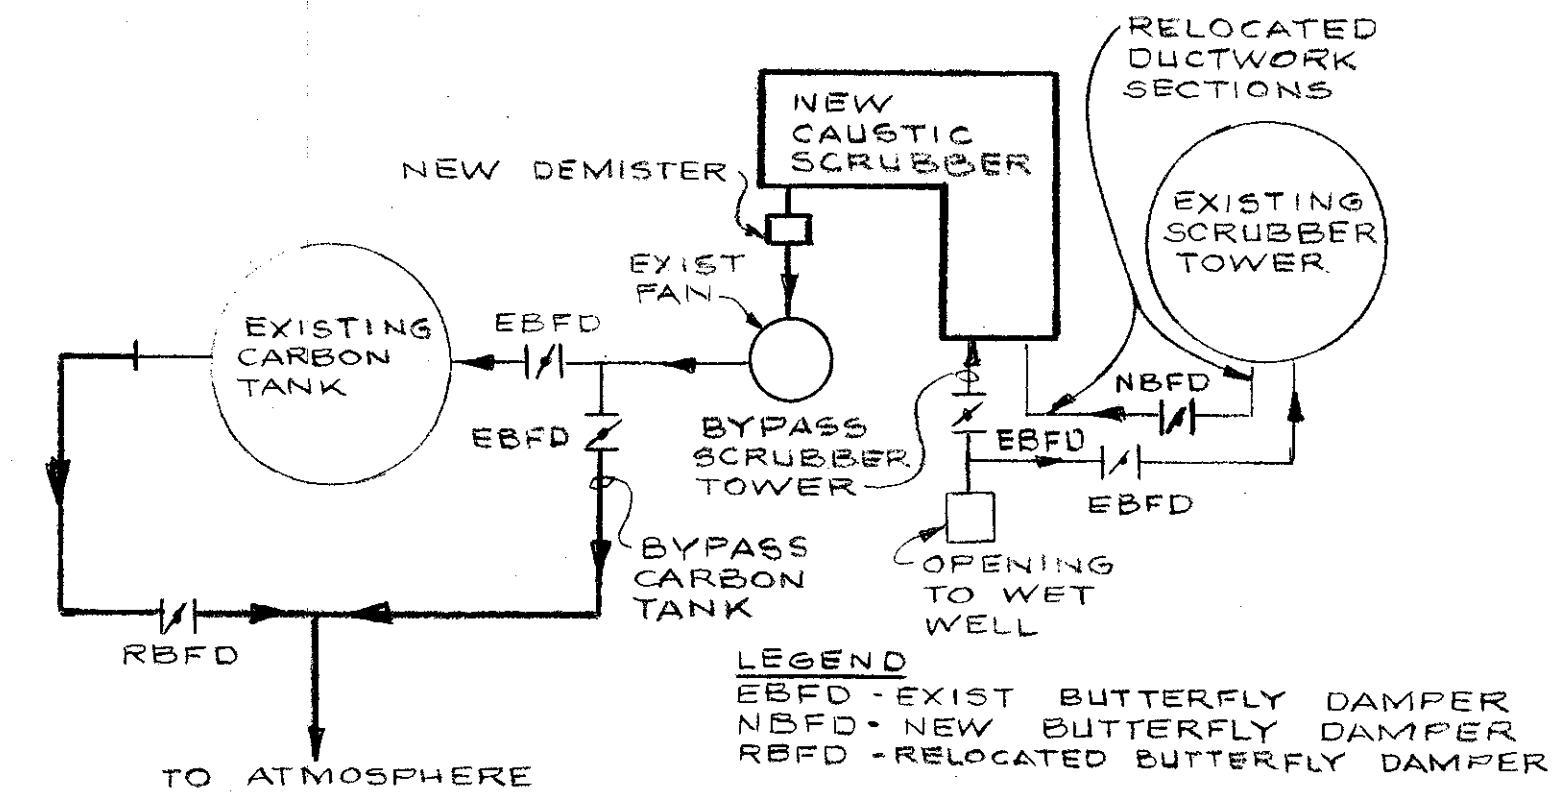 RELOCATED
DUCTWORK
SECTIONS
NEW
CAUSTIC
SCRUBBER
NEW DEMISTER
EXISTING
SCRUBBER
TOWER
EXIST
FAN
EXISTING
CARBON
TANK
EBFD
NBFD
EBFD
BYPASS
SCRUBBER
TOWER
EBFD
EBFD
BYPASS
CARBON
TANK
OPENING
TO WET
WELL
RBFD
TO ATMOSPHERE
LEGEND
EBFD - EXIST BUTTERFLY DAMPER
NBFD - NEW BUTTERFLY DAMPER
RBFD - RELOCATED BUTTERFLY DAMPER